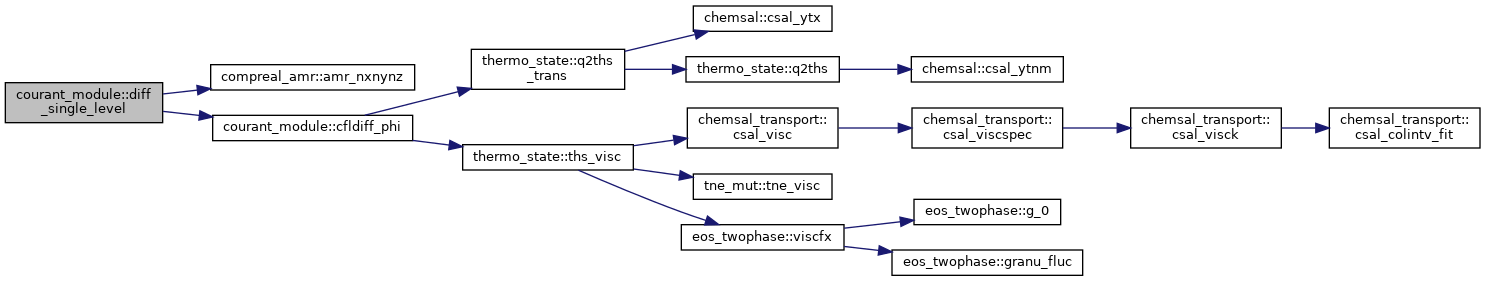 courant_module::diff
_single_level
compreal_amr::amr_nxnynz
courant_module::cfldiff_phi
thermo_state::q2ths
_trans
chemsal::csal_ytx
thermo_state::q2ths
chemsal::csal_ytnm
thermo_state::ths_visc
chemsal_transport::
csal_visc
chemsal_transport::
csal_viscspec
chemsal_transport::
csal_visck
chemsal_transport::
csal_colintv_fit
tne_mut::tne_visc
eos_twophase::viscfx
eos_twophase::g_0
eos_twophase::granu_fluc